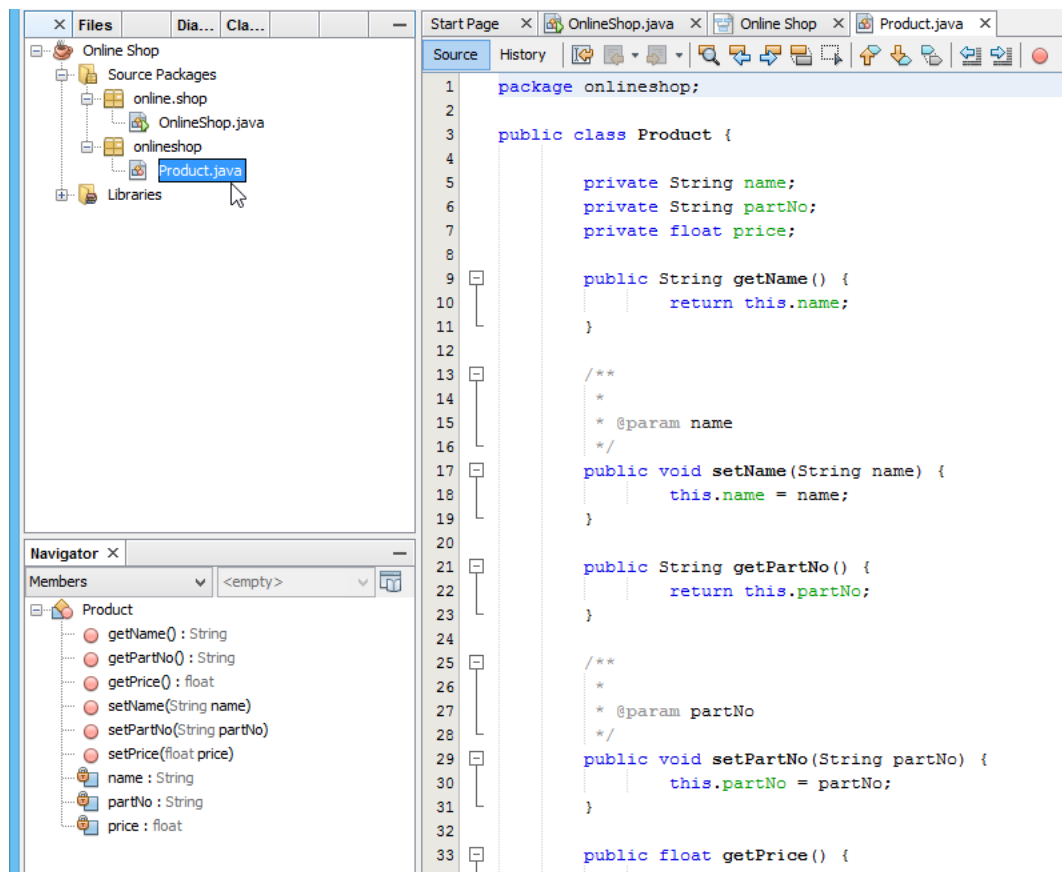 Files Dia... Cla...
Online Shop
Source Packages
online.shop
OnlineShop.java
onlineshop
Product.java
Libraries
Navigator
Members <empty>
Product
getName() : String
getPartNo() : String
getPrice() : float
setName(String name)
setPartNo(String partNo)
setPrice(float price)
name : String
partNo : String
price : float
Start Page OnlineShop.java Online Shop Product.java
Source History
1 package onlineshop;
2
3 public class Product {
4
5 private String name;
6 private String partNo;
7 private float price;
8
9 public String getName() {
10 return this.name;
11 }
12
13 /**
14 *
15 * @param name
16 */
17 public void setName(String name) {
18 this.name = name;
19 }
20
21 public String getPartNo() {
22 return this.partNo;
23 }
24
25 /**
26 *
27 * @param partNo
28 */
29 public void setPartNo(String partNo) {
30 this.partNo = partNo;
31 }
32
33 public float getPrice() {